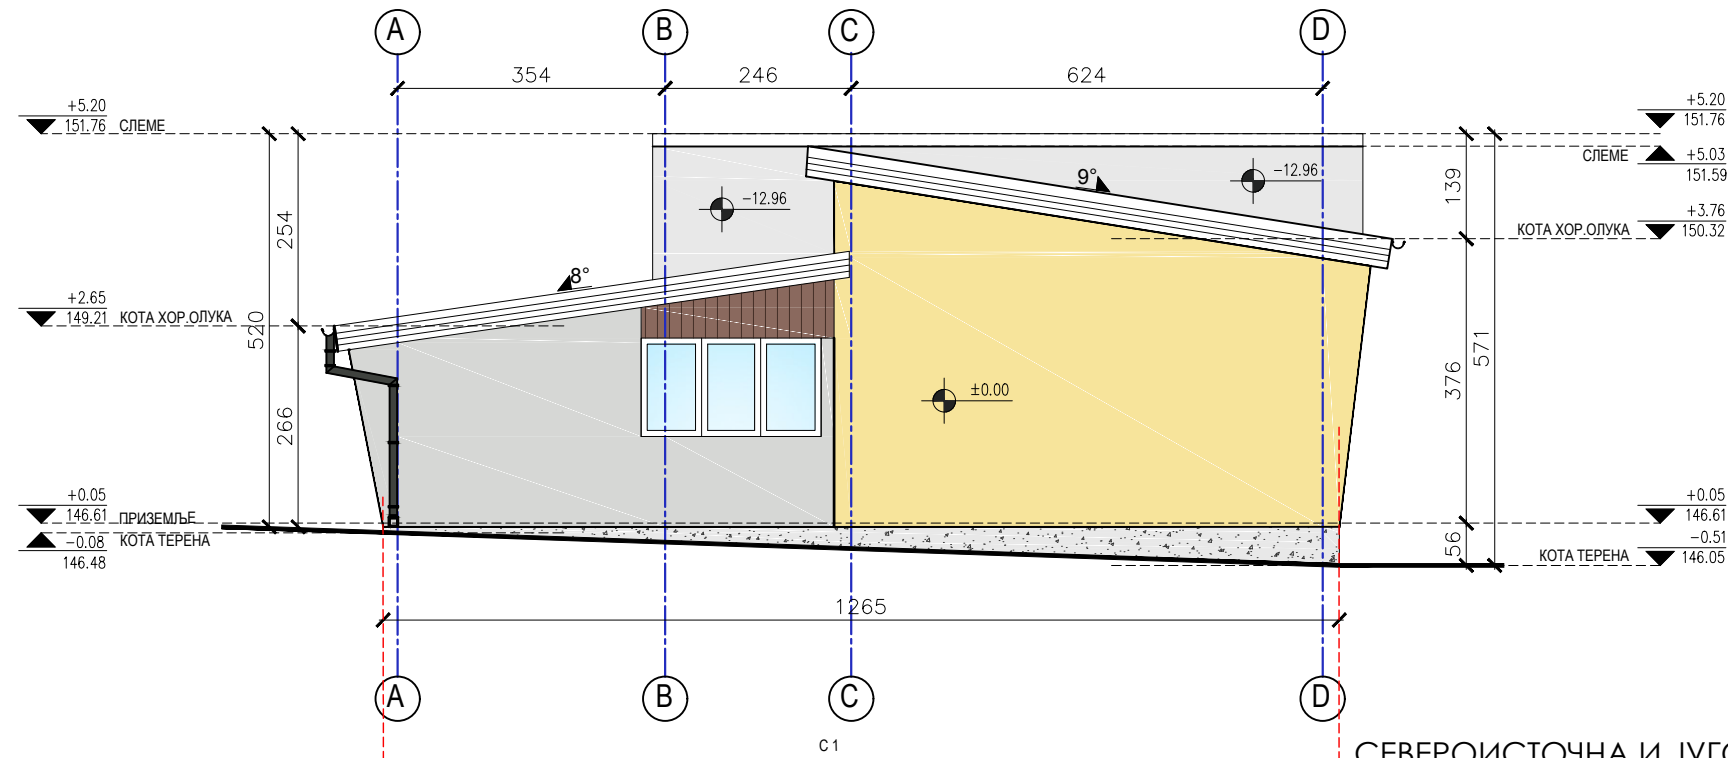 A B C D
354 246 624
+5.20
151.76 СЛЕМЕ
+2.65
149.21 КОТА ХОР.ОЛУКА
+0.05
146.61 ПРИЗЕМЉЕ
-0.08 КОТА ТЕРЕНА
146.48
520
254
266
-12.96
-12.96
9°
8°
±0.00
+5.20
151.76
СЛЕМЕ +5.03
151.59
+3.76
КОТА ХОР.ОЛУКА 150.32
+0.05
146.61
-0.51
КОТА ТЕРЕНА 146.05
139
376
56
571
1265
A B C D
C1